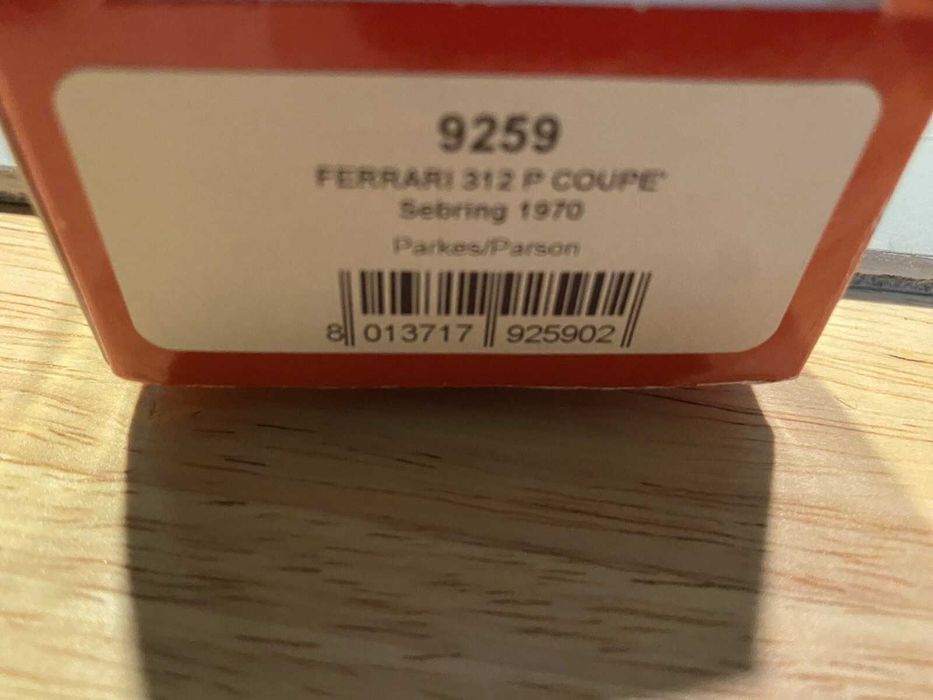 9259
FERRARI 312 P COUPE'
Sebring 1970
Parkes/Parson
8 013717 925902